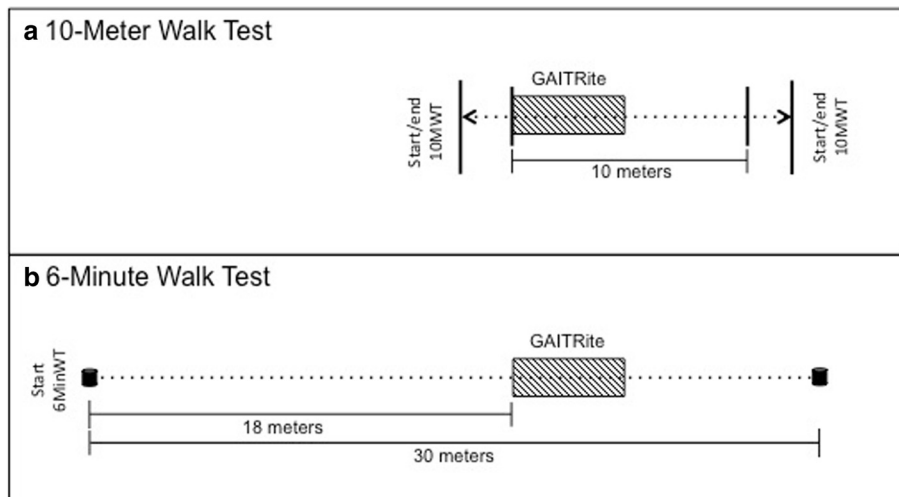 a 10-Meter Walk Test
GAITRite
Start/end
10MWT
Start/end
10MWT
10 meters
b 6-Minute Walk Test
GAITRite
Start
6MinWT
18 meters
30 meters